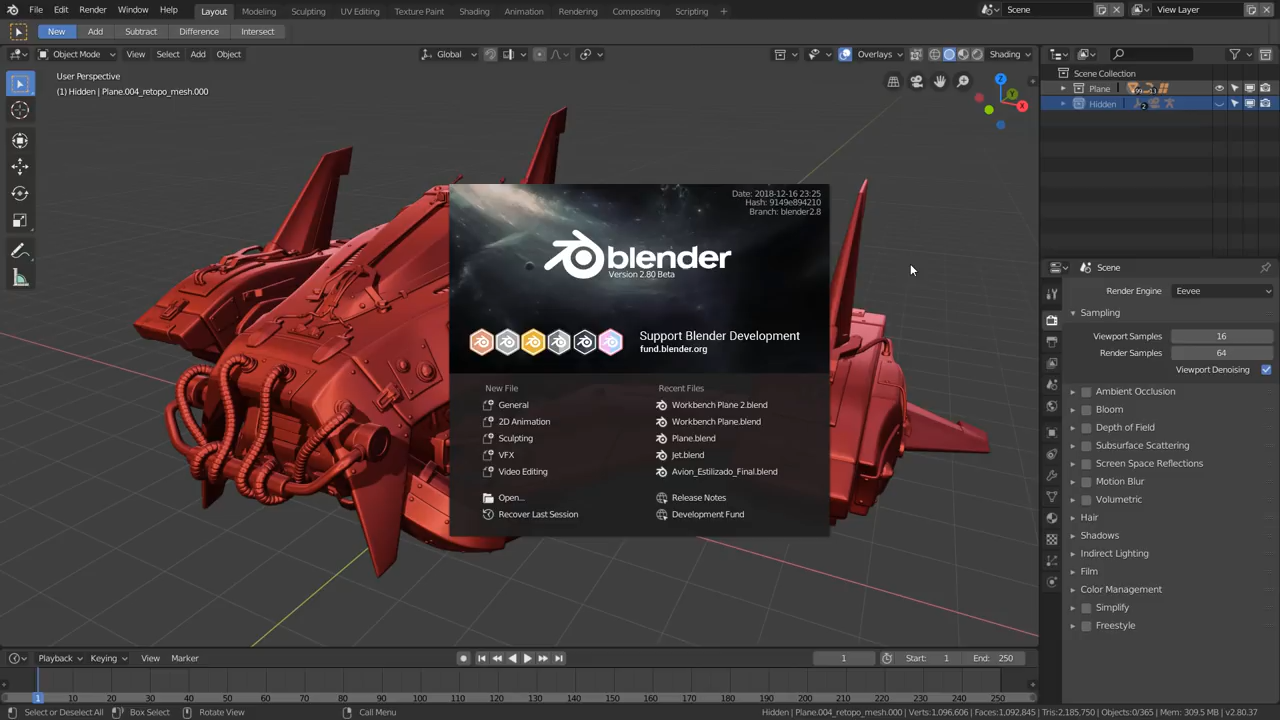 File Edit Render Window Help Layout Modeling Sculpting UV Editing Texture Paint Shading Animation Rendering Compositing Scripting + Scene View Layer
New Add Subtract Difference Intersect
Object Mode View Select Add Object Global Overlays Shading
User Perspective
(1) Hidden | Plane.004_retopo_mesh.000
Scene Collection
Plane
Hidden 2
Date: 2018-12-16 23:25
Hash: 9149e894210
Branch: blender2.8
blender
Version 2.80 Beta
Support Blender Development
fund.blender.org
New File
General
2D Animation
Sculpting
VFX
Video Editing
Open...
Recover Last Session
Recent Files
Workbench Plane 2.blend
Workbench Plane.blend
Plane.blend
Jet.blend
Avion_Estilizado_Final.blend
Release Notes
Development Fund
Z
Y
X
Scene
Render Engine Eevee
Sampling
Viewport Samples 16
Render Samples 64
Viewport Denoising
Ambient Occlusion
Bloom
Depth of Field
Subsurface Scattering
Screen Space Reflections
Motion Blur
Volumetric
Hair
Shadows
Indirect Lighting
Film
Color Management
Simplify
Freestyle
Playback Keying View Marker 1 Start: 1 End: 250
1 10 20 30 40 50 60 70 80 90 100 110 120 130 140 150 160 170 180 190 200 210 220 230 240 250
Select or Deselect All Box Select Rotate View Call Menu Hidden | Plane.004_retopo_mesh.000 | Verts:1,096,606 | Faces:1,092,845 | Tris:2,185,750 | Objects:0/365 | Mem: 309.5 MB | v2.80.37